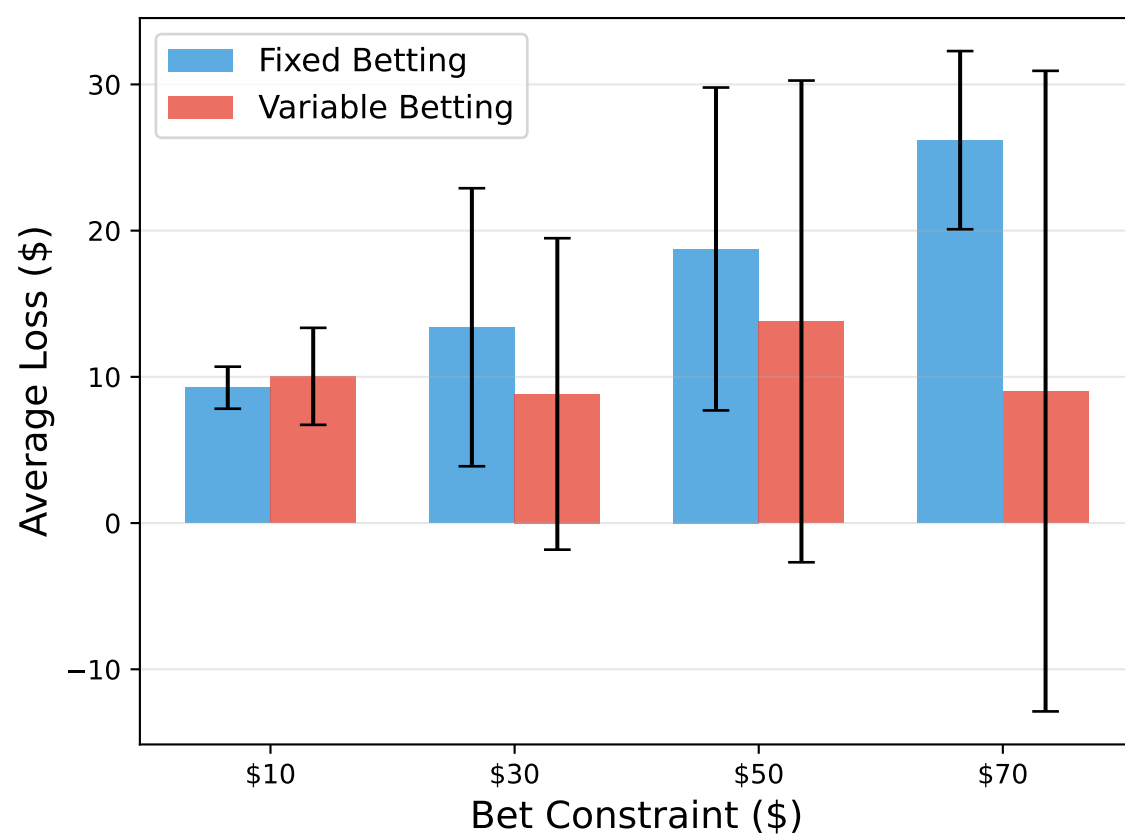 Fixed Betting
Variable Betting
Average Loss ($)
30
20
10
0
−10
$10 $30 $50 $70
Bet Constraint ($)